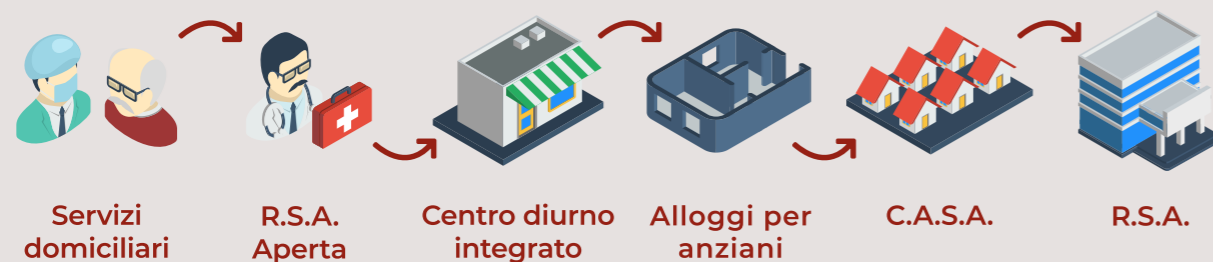 Servizi
domiciliari
R.S.A.
Aperta
Centro diurno
integrato
Alloggi per
anziani
C.A.S.A.
R.S.A.